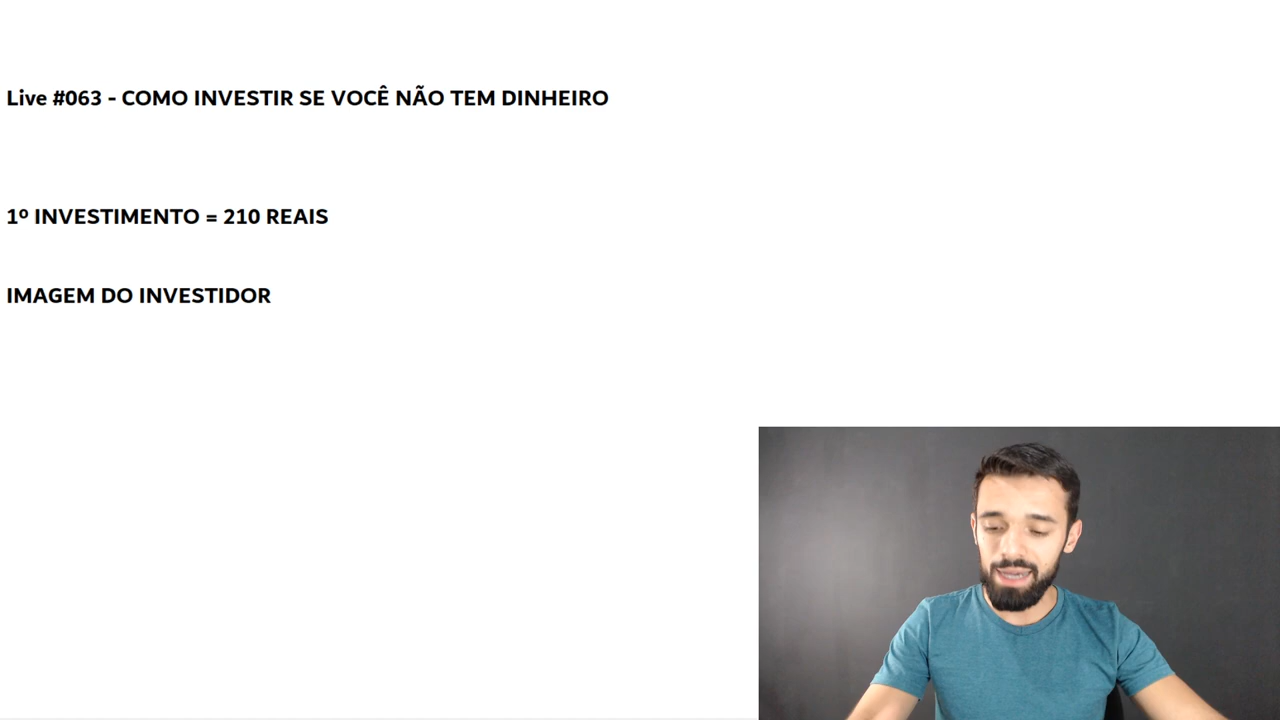 Live #063 - COMO INVESTIR SE VOCÊ NÃO TEM DINHEIRO
1º INVESTIMENTO = 210 REAIS
IMAGEM DO INVESTIDOR